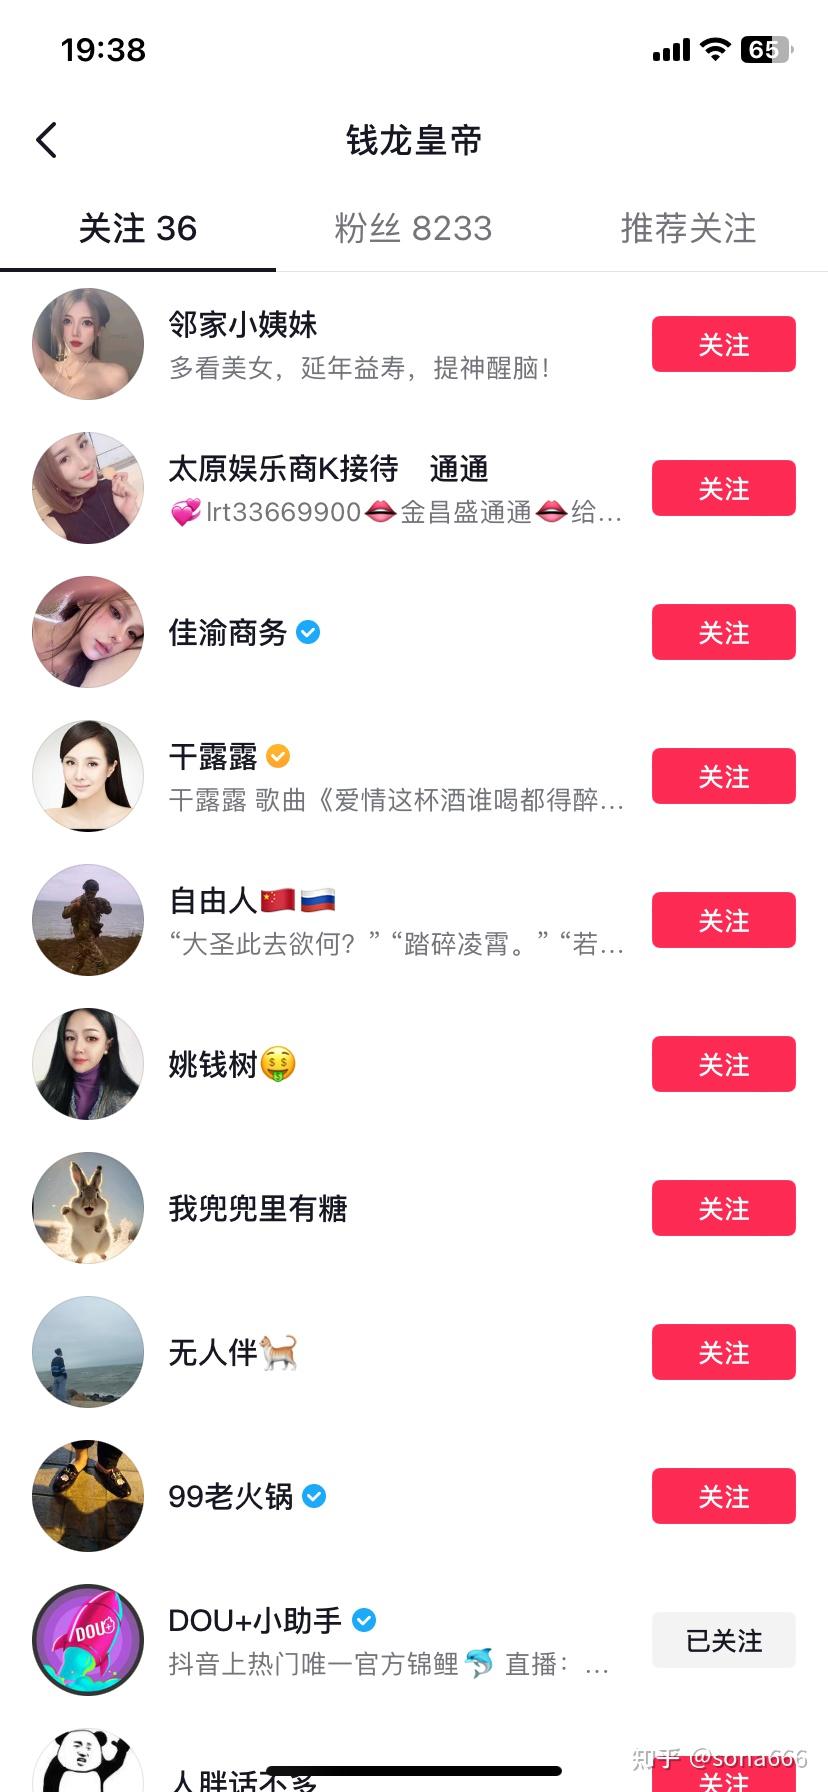 19:38
65
钱龙皇帝
关注 36
粉丝 8233
推荐关注
邻家小姨妹
多看美女，延年益寿，提神醒脑！
关注
太原娱乐商K接待 通通
💞lrt33669900👄金昌盛通通👄给...
关注
佳渝商务
关注
干露露
干露露 歌曲《爱情这杯酒谁喝都得醉...
关注
自由人🇨🇳🇷🇺
“大圣此去欲何？”“踏碎凌霄。”“若...
关注
姚钱树🤑
关注
我兜兜里有糖
关注
无人伴🐈
关注
99老火锅
关注
DOU+
DOU+小助手
抖音上热门唯一官方锦鲤🐬 直播：...
已关注
人胖话不多
关注
知乎 @sona666